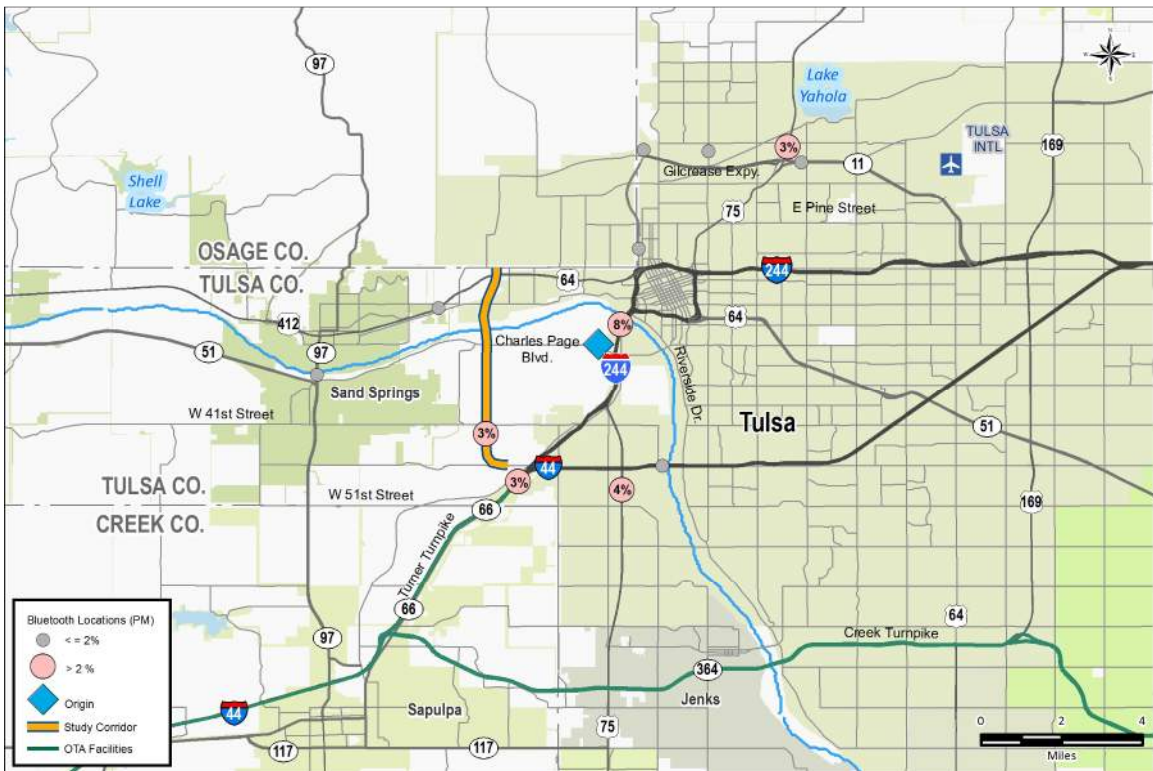 97
Lake
Yahola
TULSA
INTL
169
3%
11
Gilcrease Expy.
Shell
Lake
75
E Pine Street
OSAGE CO.
TULSA CO.
64
244
412
51
97
8%
64
Charles Page
Blvd.
244
Riverside Dr.
Sand Springs
W 41st Street
Tulsa
51
3%
44
3%
4%
TULSA CO.
CREEK CO.
W 51st Street
66
169
Turner Turnpike
66
97
64
Creek Turnpike
364
Jenks
44
Sapulpa
75
117
117
Bluetooth Locations (PM)
< = 2%
> 2 %
Origin
Study Corridor
OTA Facilities
0 2 4
Miles